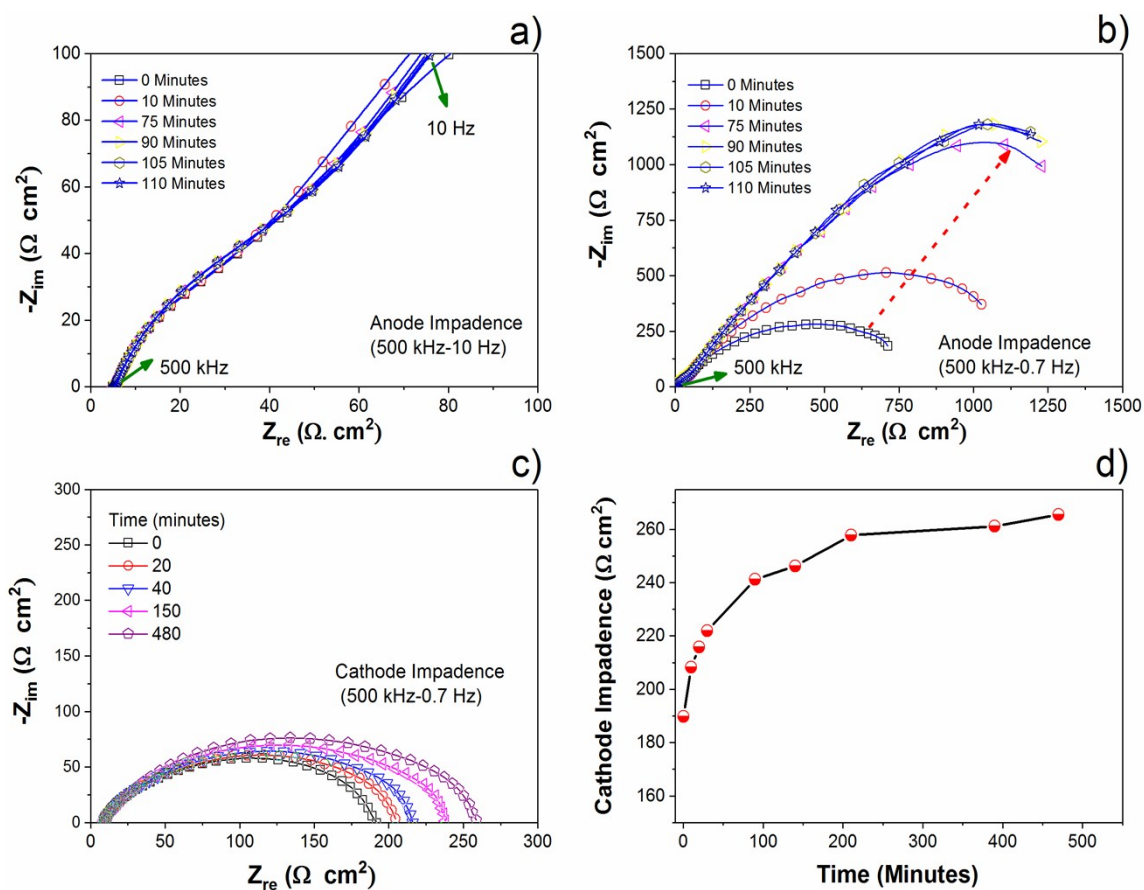 a)
100
80
60
40
20
0
0
20
40
60
80
100
-Zim (Ω cm2)
Zre (Ω. cm2)
0 Minutes
10 Minutes
75 Minutes
90 Minutes
105 Minutes
110 Minutes
10 Hz
500 kHz
Anode Impadence
(500 kHz-10 Hz)
b)
1500
1250
1000
750
500
250
0
0
250
500
750
1000
1250
1500
-Zim (Ω cm2)
Zre (Ω cm2)
0 Minutes
10 Minutes
75 Minutes
90 Minutes
105 Minutes
110 Minutes
500 kHz
Anode Impadence
(500 kHz-0.7 Hz)
c)
300
250
200
150
100
50
0
50
100
150
200
250
300
-Zim (Ω cm2)
Zre (Ω cm2)
Time (minutes)
0
20
40
150
480
Cathode Impadence
(500 kHz-0.7 Hz)
d)
260
240
220
200
180
160
0
100
200
300
400
500
Cathode Impadence (Ω cm2)
Time (Minutes)